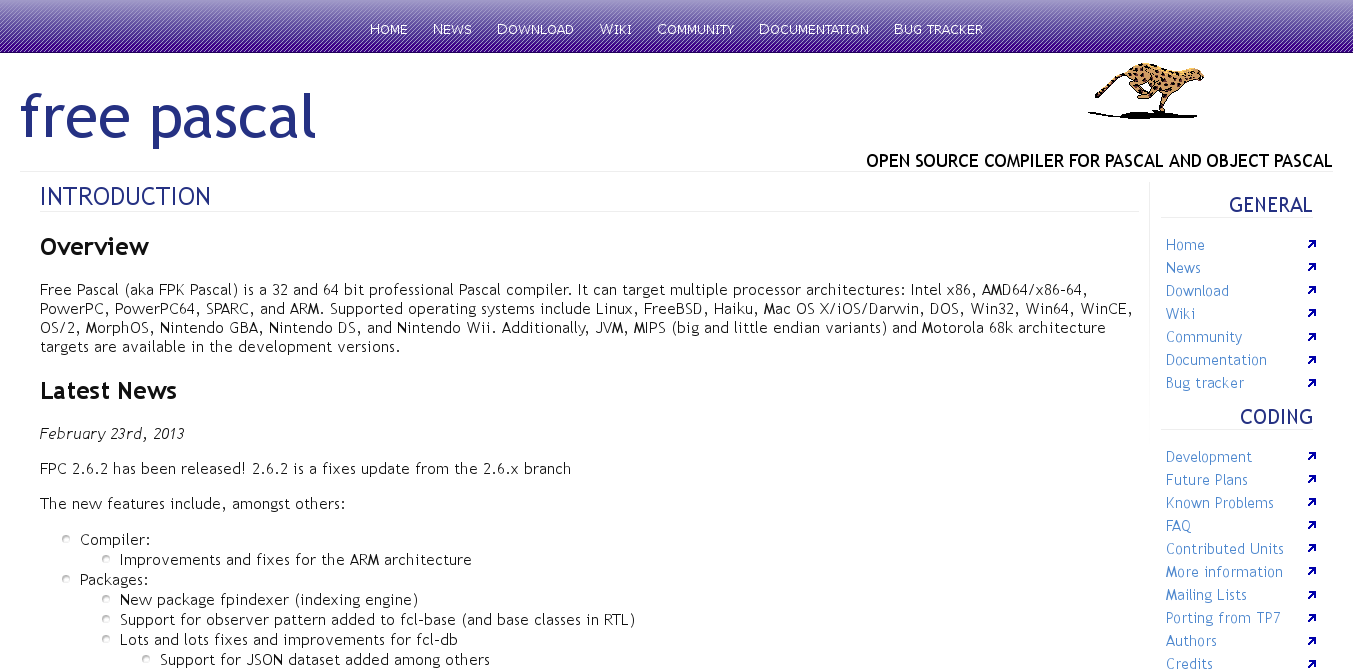 Home News Download Wiki Community Documentation Bug tracker
free pascal
OPEN SOURCE COMPILER FOR PASCAL AND OBJECT PASCAL
INTRODUCTION
Overview
Free Pascal (aka FPK Pascal) is a 32 and 64 bit professional Pascal compiler. It can target multiple processor architectures: Intel x86, AMD64/x86-64,
PowerPC, PowerPC64, SPARC, and ARM. Supported operating systems include Linux, FreeBSD, Haiku, Mac OS X/iOS/Darwin, DOS, Win32, Win64, WinCE,
OS/2, MorphOS, Nintendo GBA, Nintendo DS, and Nintendo Wii. Additionally, JVM, MIPS (big and little endian variants) and Motorola 68k architecture
targets are available in the development versions.
Latest News
February 23rd, 2013
FPC 2.6.2 has been released! 2.6.2 is a fixes update from the 2.6.x branch
The new features include, amongst others:
Compiler:
Improvements and fixes for the ARM architecture
Packages:
New package fpindexer (indexing engine)
Support for observer pattern added to fcl-base (and base classes in RTL)
Lots and lots fixes and improvements for fcl-db
Support for JSON dataset added among others
GENERAL
Home
News
Download
Wiki
Community
Documentation
Bug tracker
CODING
Development
Future Plans
Known Problems
FAQ
Contributed Units
More information
Mailing Lists
Porting from TP7
Authors
Credits